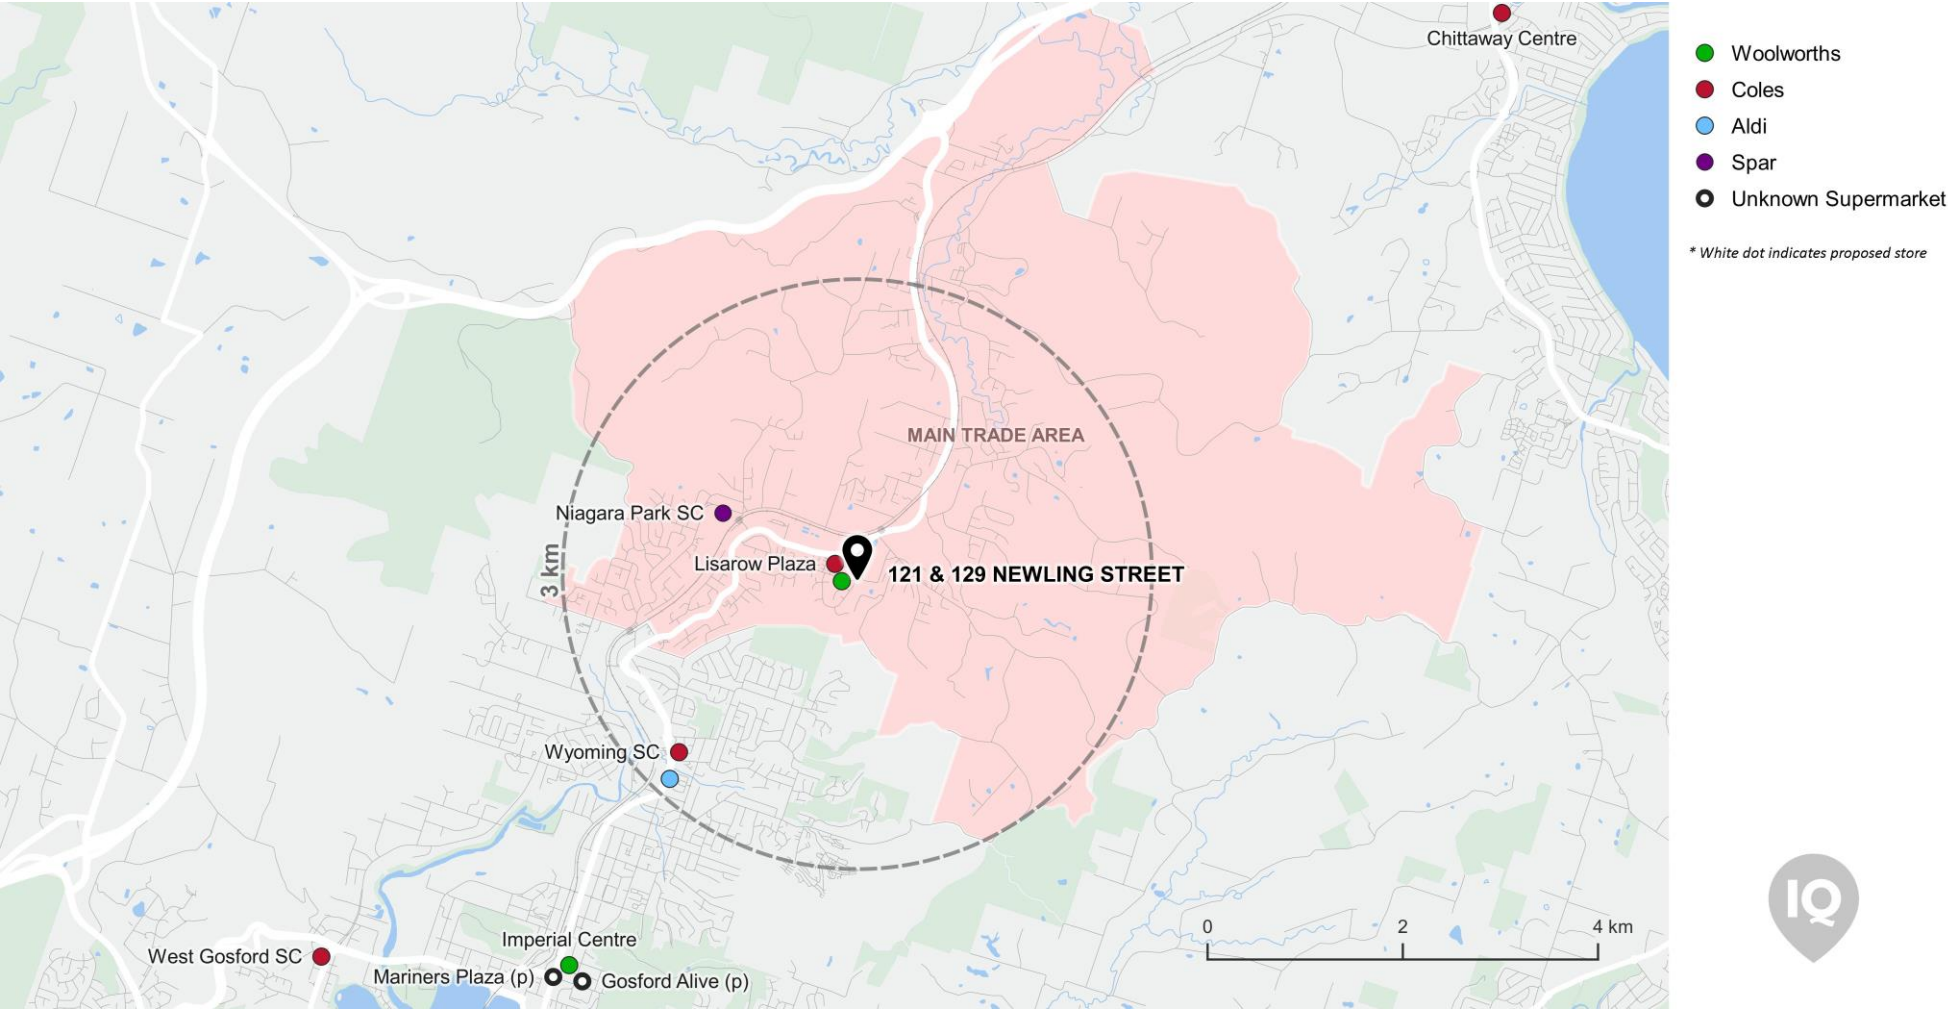 Chittaway Centre
Woolworths
Coles
Aldi
Spar
Unknown Supermarket
* White dot indicates proposed store
MAIN TRADE AREA
Niagara Park SC
3 km
Lisarow Plaza
121 & 129 NEWLING STREET
Wyoming SC
IQ
0 2 4 km
Imperial Centre
West Gosford SC
Mariners Plaza (p)
Gosford Alive (p)